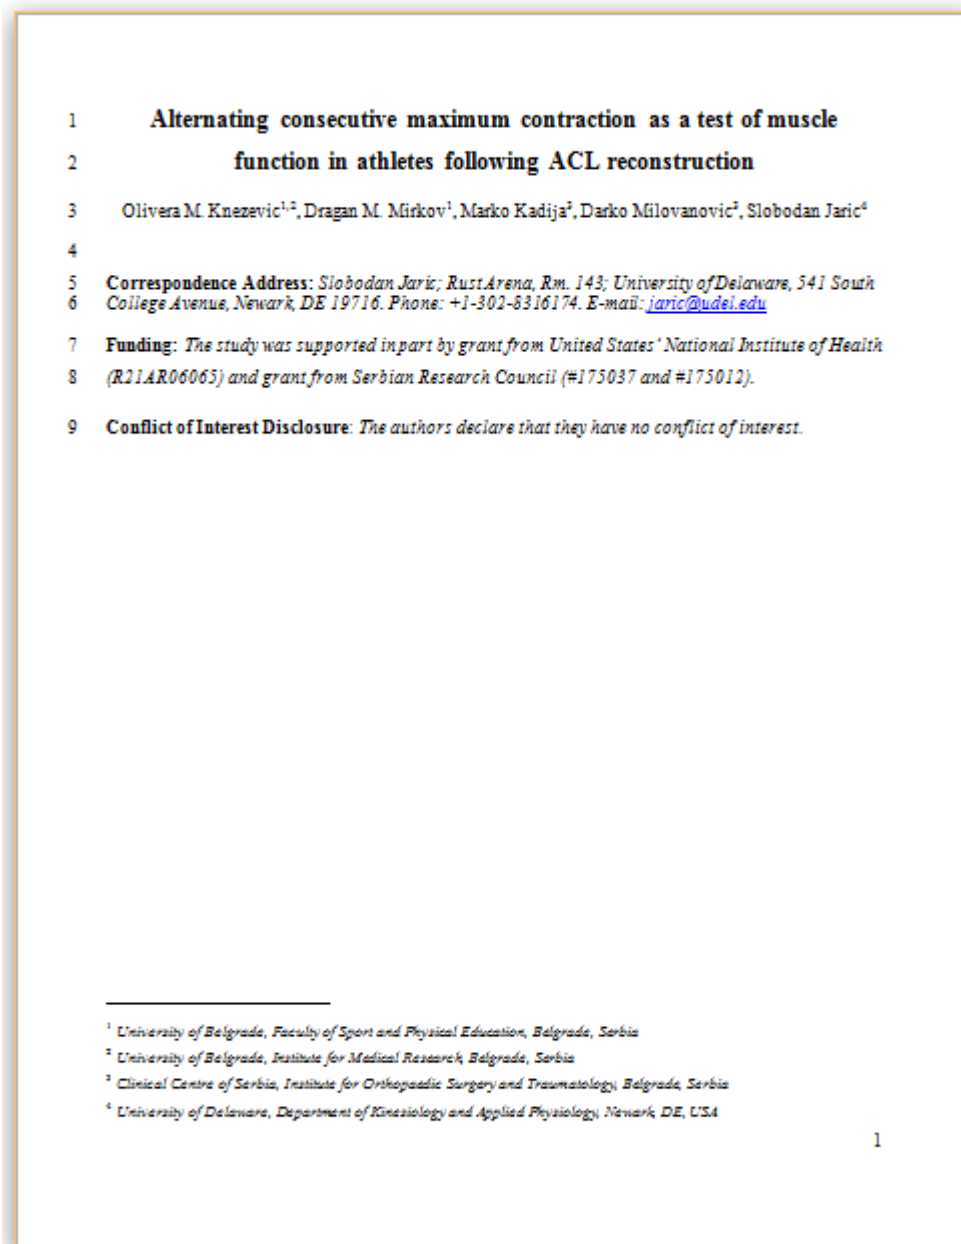 1 Alternating consecutive maximum contraction as a test of muscle
2 function in athletes following ACL reconstruction
3 Olivera M. Knezevic1,2, Dragan M. Mirkov1, Marko Kadija3, Darko Milovanovic3, Slobodan Jaric4
4
5 Correspondence Address: Slobodan Jaric; Rust Arena, Rm. 143; University of Delaware, 541 South
6 College Avenue, Newark, DE 19716. Phone: +1-302-8316174. E-mail: jaric@udel.edu
7 Funding: The study was supported in part by grant from United States' National Institute of Health
8 (R21AR06065) and grant from Serbian Research Council (#175037 and #175012).
9 Conflict of Interest Disclosure: The authors declare that they have no conflict of interest.
1 University of Belgrade, Faculty of Sport and Physical Education, Belgrade, Serbia
2 University of Belgrade, Institute for Medical Research, Belgrade, Serbia
3 Clinical Centre of Serbia, Institute for Orthopaedic Surgery and Traumatology, Belgrade, Serbia
4 University of Delaware, Department of Kinesiology and Applied Physiology, Newark, DE, USA
1